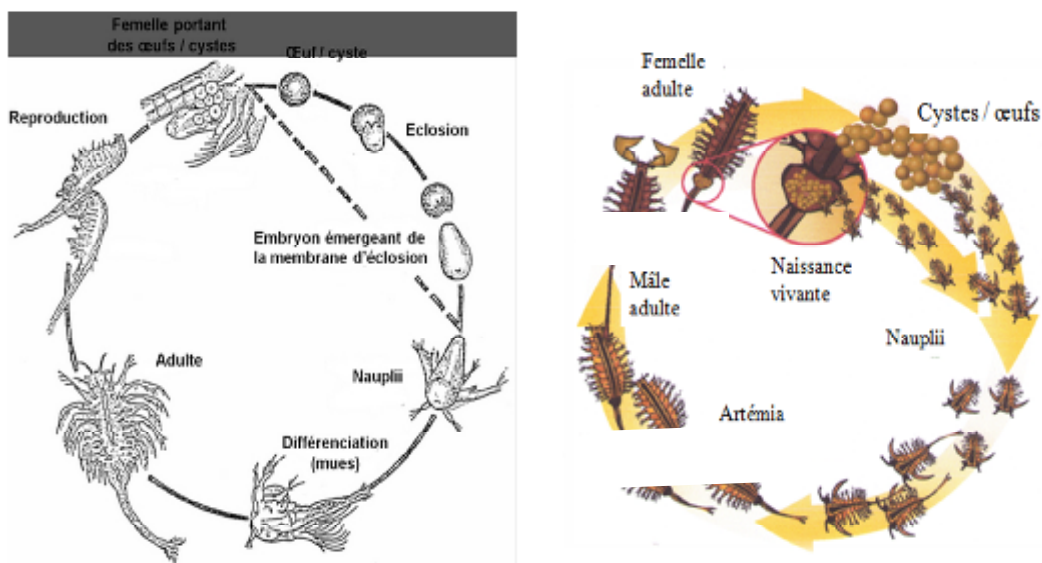 Femelle portant
des œufs / cystes
Œuf / cyste
Reproduction
Eclosion
Embryon émergeant de
la membrane d'éclosion
Adulte
Nauplii
Différenciation
(mues)
Femelle
adulte
Cystes / œufs
Naissance
vivante
Mâle
adulte
Nauplii
Artémia